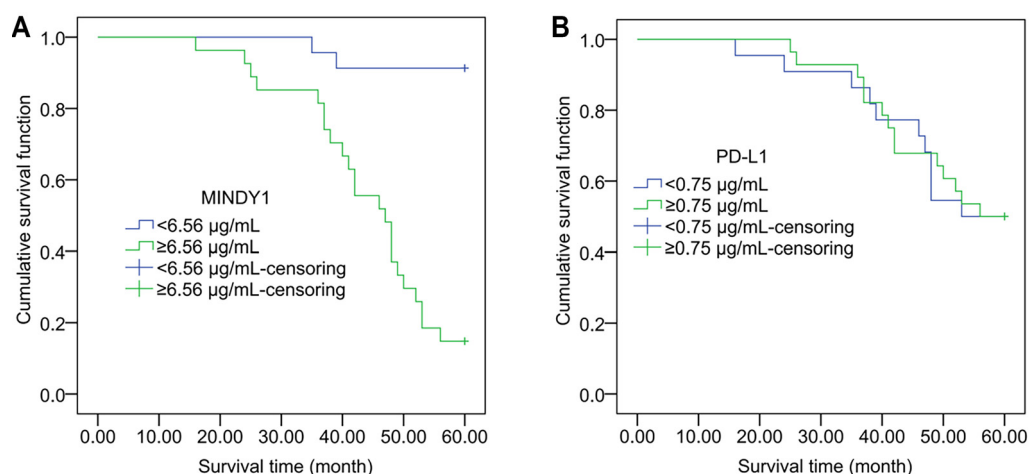 A
1.0
0.8
0.6
0.4
0.2
0.0
Cumulative survival function
MINDY1
<6.56 µg/mL
≥6.56 µg/mL
<6.56 µg/mL-censoring
≥6.56 µg/mL-censoring
0.00 10.00 20.00 30.00 40.00 50.00 60.00
Survival time (month)
B
1.0
0.8
0.6
0.4
0.2
0.0
Cumulative survival function
PD-L1
<0.75 µg/mL
≥0.75 µg/mL
<0.75 µg/mL-censoring
≥0.75 µg/mL-censoring
0.00 10.00 20.00 30.00 40.00 50.00 60.00
Survival time (month)